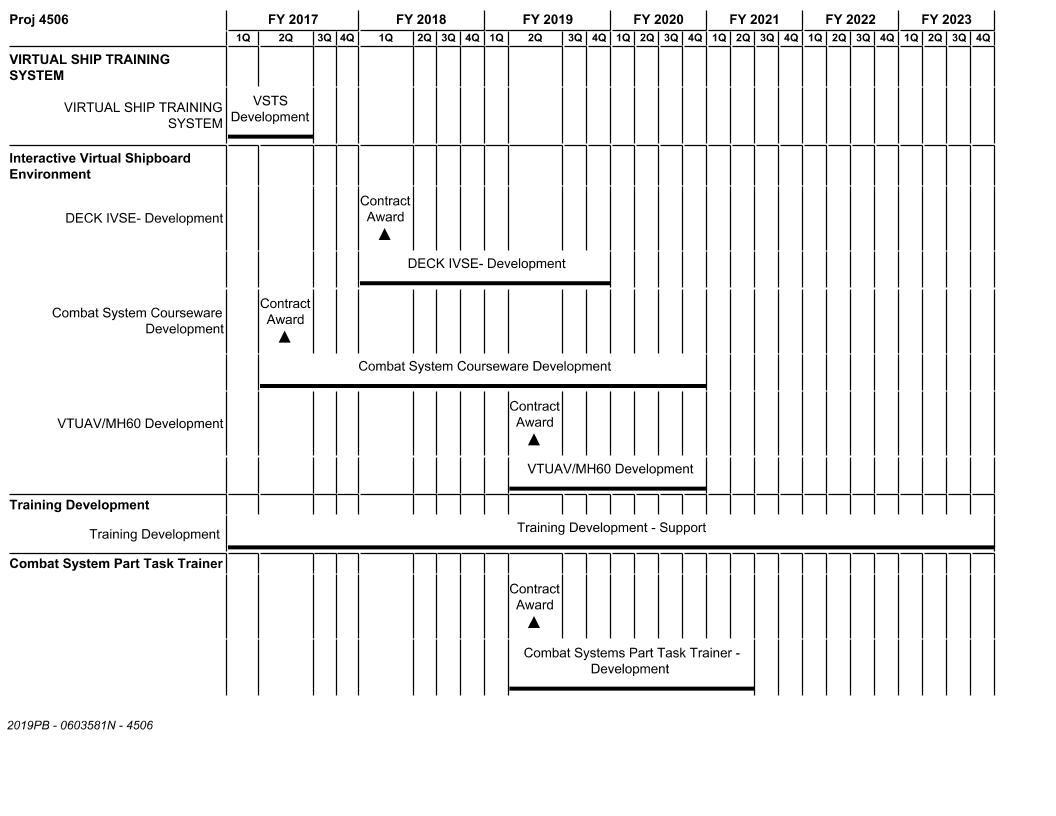 Proj 4506
FY 2017 FY 2018 FY 2019 FY 2020 FY 2021 FY 2022 FY 2023
1Q 2Q 3Q 4Q 1Q 2Q 3Q 4Q 1Q 2Q 3Q 4Q 1Q 2Q 3Q 4Q 1Q 2Q 3Q 4Q 1Q 2Q 3Q 4Q 1Q 2Q 3Q 4Q
VIRTUAL SHIP TRAINING
SYSTEM
VIRTUAL SHIP TRAINING
SYSTEM
VSTS
Development
Interactive Virtual Shipboard
Environment
DECK IVSE- Development
Contract
Award
DECK IVSE- Development
Combat System Courseware
Development
Contract
Award
Combat System Courseware Development
VTUAV/MH60 Development
Contract
Award
VTUAV/MH60 Development
Training Development
Training Development
Training Development - Support
Combat System Part Task Trainer
Contract
Award
Combat Systems Part Task Trainer -
Development
2019PB - 0603581N - 4506